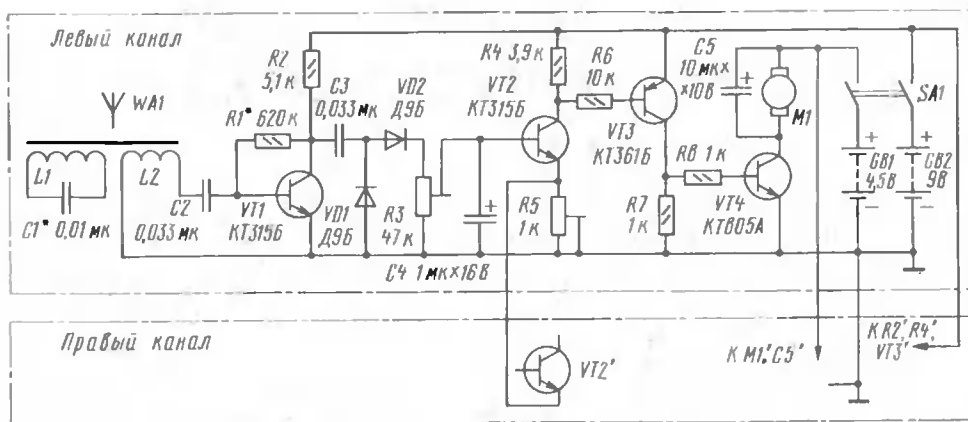 Левый канал
WA1
L1
L2
C1* 0,01 мк
C2
0,033 мк
R1* 620 к
R2
5,1 к
VT1
КТ315Б
C3
0,033 мк
VD1
Д9Б
VD2
Д9Б
R3
47 к
C4 1 мк×16В
VT2
КТ315Б
R4 3,9 к
R5
1 к
R6
10 к
VT3
КТ361Б
R7
1 к
R8 1 к
VT4
КТ805А
C5
10 мк×
×10В
M1
SA1
GB1
4,5В
GB2
9В
Правый канал
VT2'
К M1', C5'
К R2', R4',
VT3'